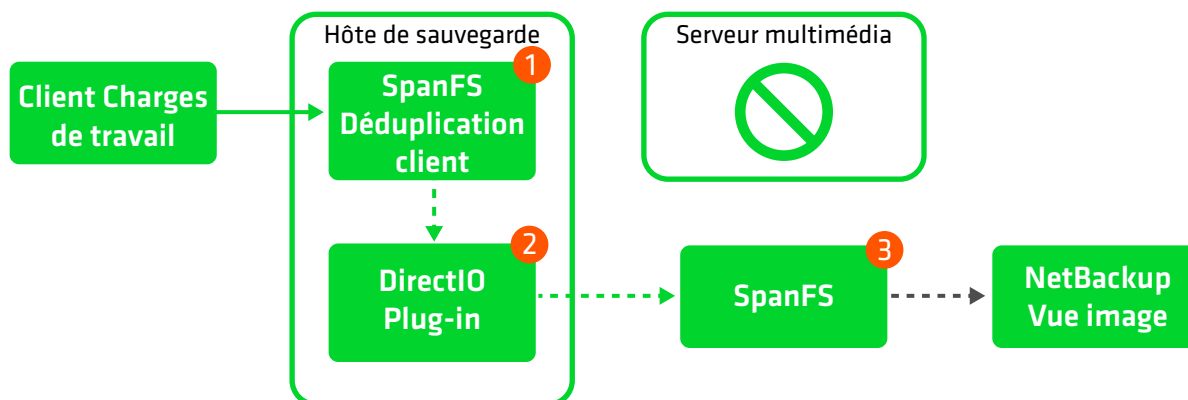 Hôte de sauvegarde
Serveur multimédia
Client Charges
de travail
1
SpanFS
Déduplication
client
2
DirectIO
Plug-in
3
SpanFS
NetBackup
Vue image